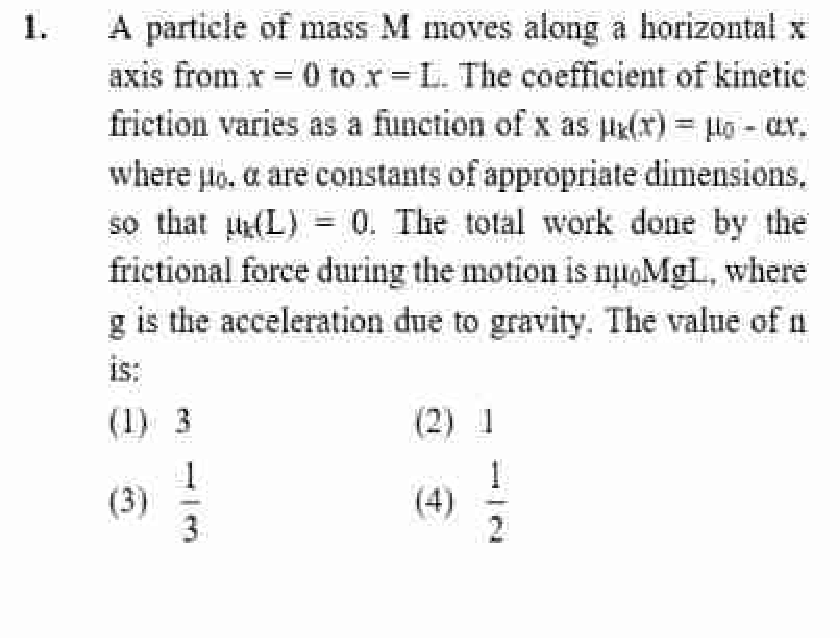 1. A particle of mass M moves along a horizontal x
axis from x = 0 to x = L. The coefficient of kinetic
friction varies as a function of x as μₖ(x) = μ₀ - αx,
where μ₀, α are constants of appropriate dimensions,
so that μₖ(L) = 0. The total work done by the
frictional force during the motion is nμ₀MgL, where
g is the acceleration due to gravity. The value of n
is:
(1) 3 (2) 1
(3) 1/3 (4) 1/2